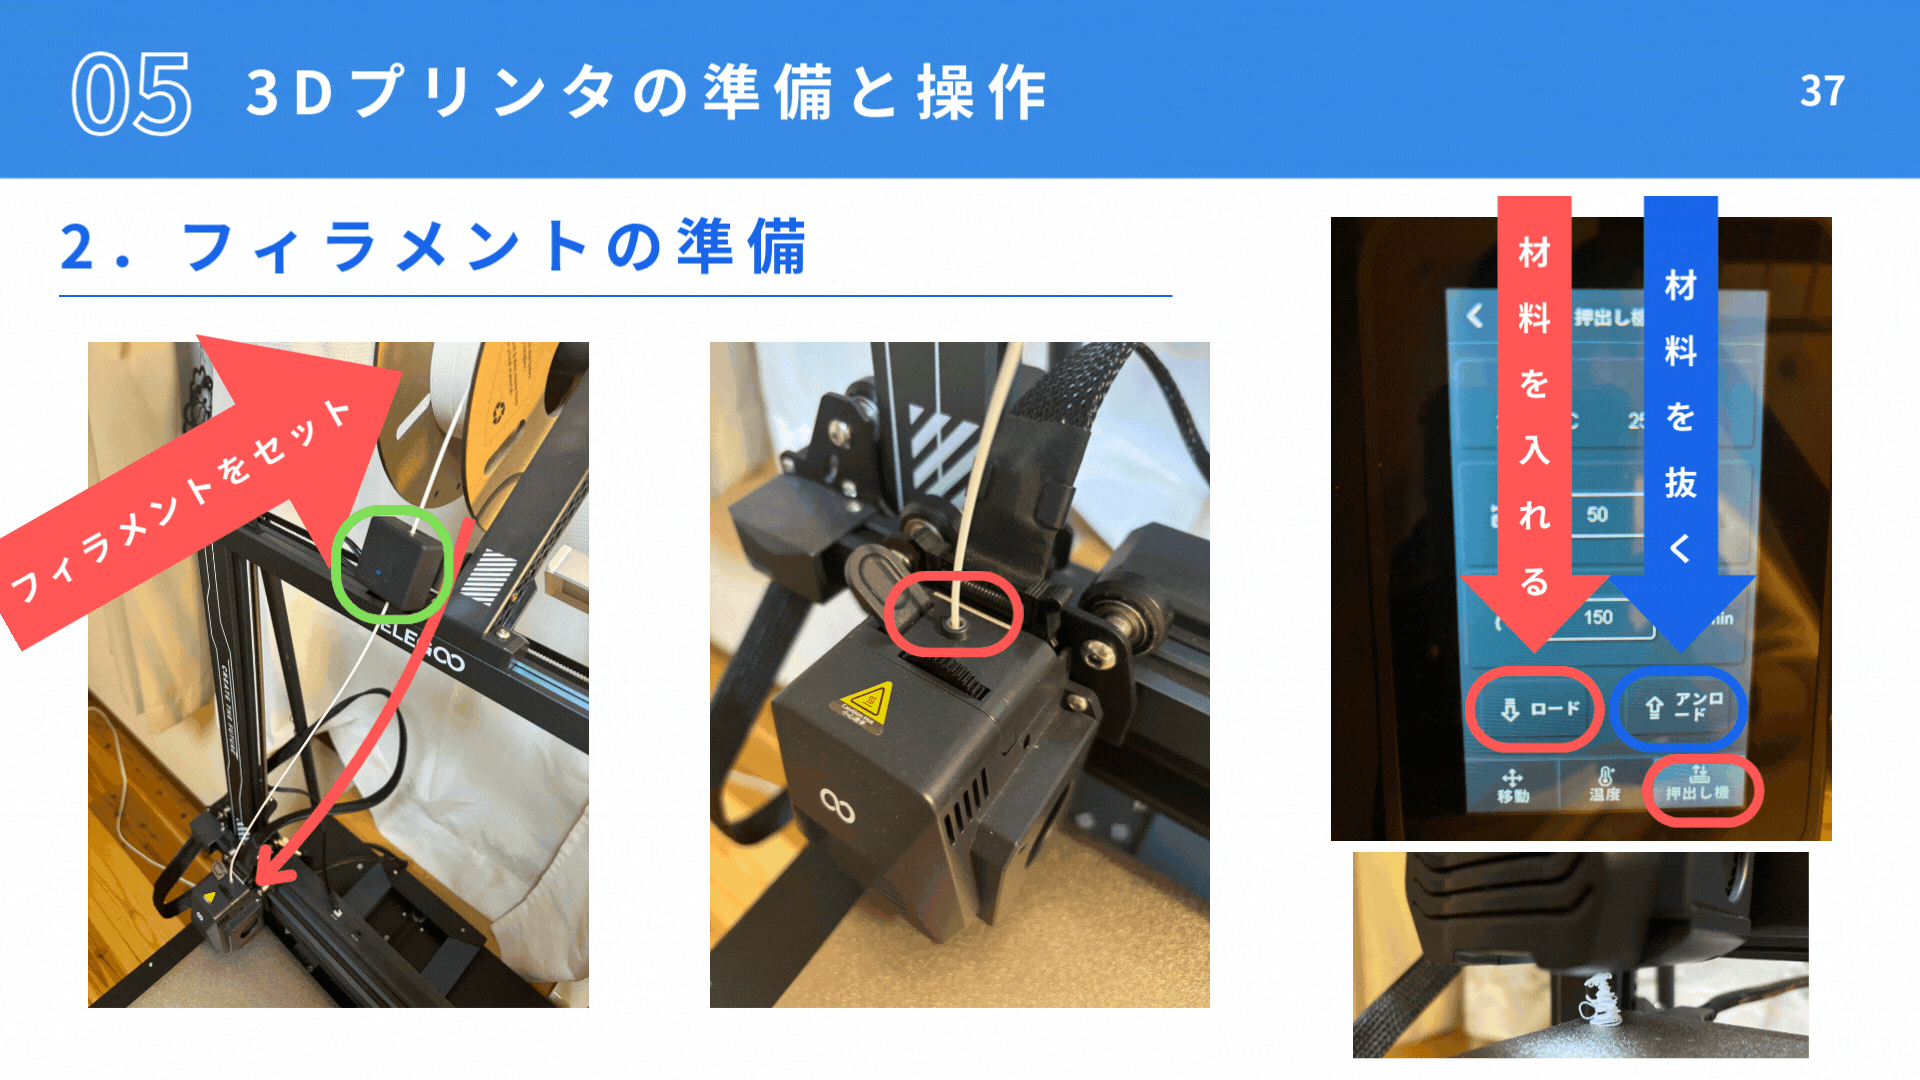 05
3Dプリンタの準備と操作
37
2. フィラメントの準備
フィラメントをセット
ELEGOO
CREATE THE FUTURE
材料を入れる
材料を抜く
押出し機
50
150
min
ロード
アンロ
ード
移動
温度
押出し機